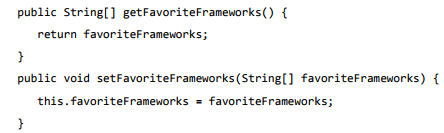 public String[] getFavoriteFrameworks() {
return favoriteFrameworks;
}
public void setFavoriteFrameworks(String[] favoriteFrameworks) {
this.favoriteFrameworks = favoriteFrameworks;
}